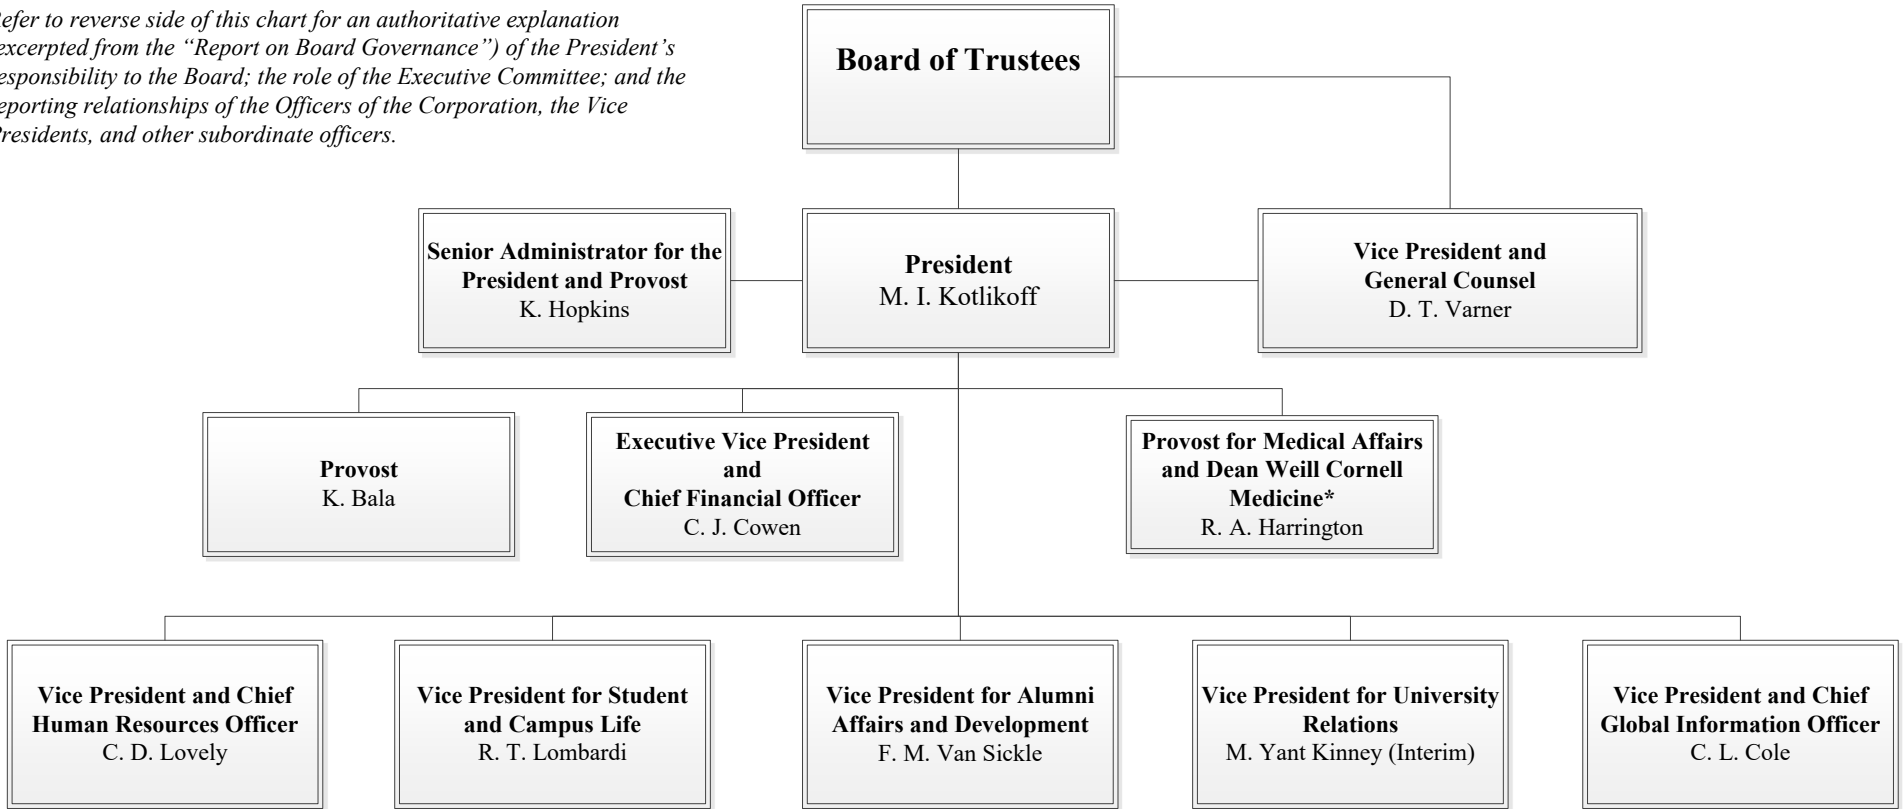 efer to reverse side of this chart for an authoritative explanation
excerpted from the “Report on Board Governance”) of the President’s
esponsibility to the Board; the role of the Executive Committee; and the
eporting relationships of the Officers of the Corporation, the Vice
residents, and other subordinate officers.
Board of Trustees
Senior Administrator for the
President and Provost
K. Hopkins
President
M. I. Kotlikoff
Vice President and
General Counsel
D. T. Varner
Provost
K. Bala
Executive Vice President
and
Chief Financial Officer
C. J. Cowen
Provost for Medical Affairs
and Dean Weill Cornell
Medicine*
R. A. Harrington
Vice President and Chief
Human Resources Officer
C. D. Lovely
Vice President for Student
and Campus Life
R. T. Lombardi
Vice President for Alumni
Affairs and Development
F. M. Van Sickle
Vice President for University
Relations
M. Yant Kinney (Interim)
Vice President and Chief
Global Information Officer
C. L. Cole